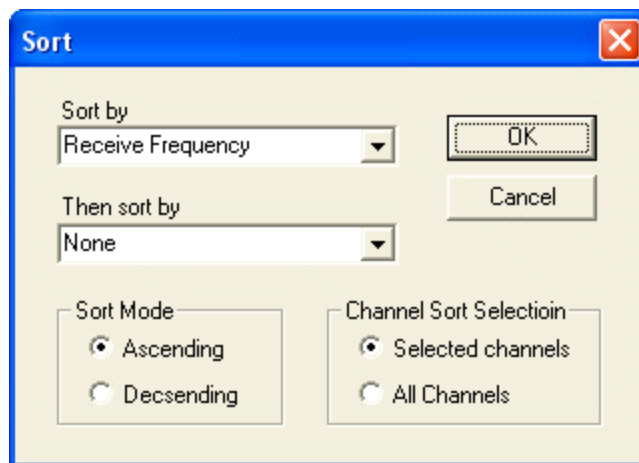 Sort
Sort by
Receive Frequency
OK
Then sort by
Cancel
None
Sort Mode
Ascending
Decsending
Channel Sort Selectioin
Selected channels
All Channels